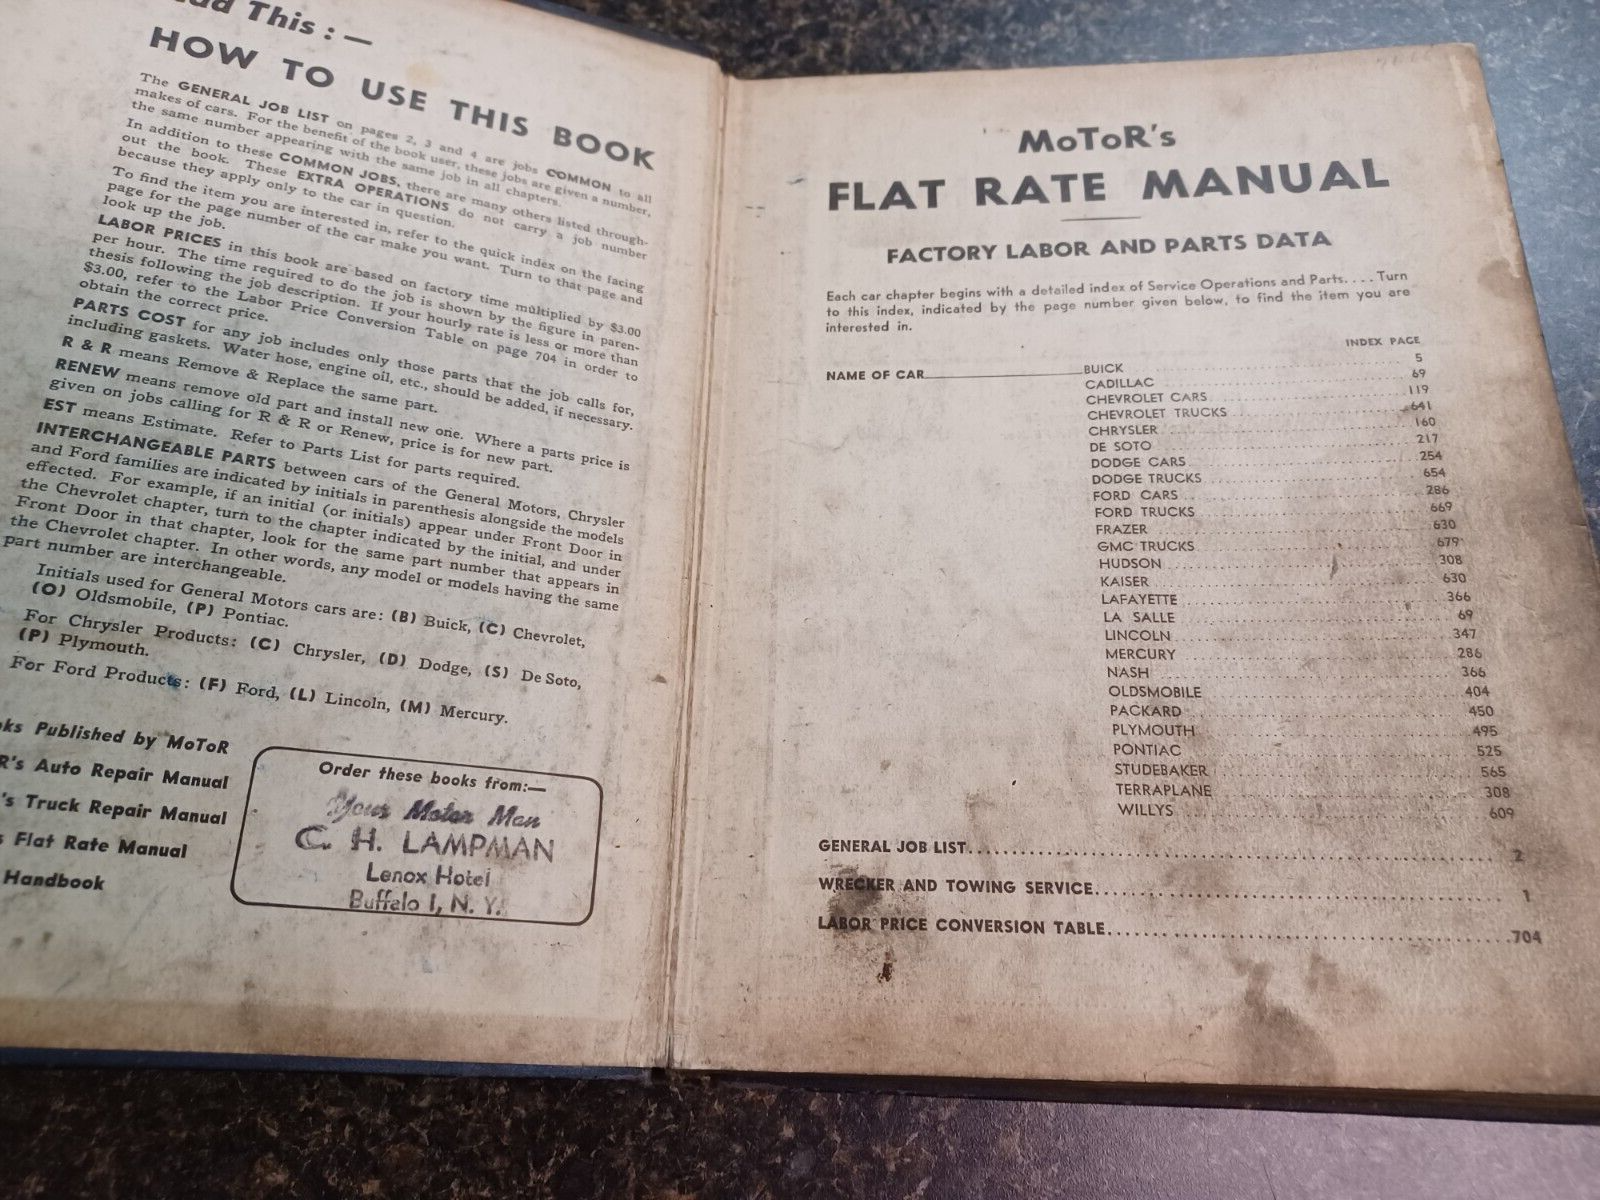 This : —
HOW TO USE THIS BOOK
The GENERAL JOB LIST on pages 2, 3 and 4 are jobs COMMON to all
makes of cars. For the benefit of the book user, these jobs are given a number,
the same number appearing with the same job in all chapters.
In addition to these COMMON JOBS, there are many others listed through-
out the book. These EXTRA OPERATIONS do not carry a job number
because they apply only to the car in question.
To find the item you are interested in, refer to the quick index on the facing
page for the page number of the car make you want. Turn to that page and
look up the job.
LABOR PRICES in this book are based on factory time multiplied by $3.00
per hour. The time required to do the job is shown by the figure in paren-
thesis following the job description. If your hourly rate is less or more than
$3.00, refer to the Labor Price Conversion Table on page 704 in order to
obtain the correct price.
PARTS COST for any job includes only those parts that the job calls for,
including gaskets. Water hose, engine oil, etc., should be added, if necessary.
R & R means Remove & Replace the same part.
RENEW means remove old part and install new one. Where a parts price is
given on jobs calling for R & R or Renew, price is for new part.
EST means Estimate. Refer to Parts List for parts required.
INTERCHANGEABLE PARTS between cars of the General Motors, Chrysler
and Ford families are indicated by initials in parenthesis alongside the models
effected. For example, if an initial (or initials) appear under Front Door in
the Chevrolet chapter, turn to the chapter indicated by the initial, and under
Front Door in that chapter, look for the same part number that appears in
the Chevrolet chapter. In other words, any model or models having the same
part number are interchangeable.
Initials used for General Motors cars are: (B) Buick, (C) Chevrolet,
(O) Oldsmobile, (P) Pontiac.
For Chrysler Products: (C) Chrysler, (D) Dodge, (S) De Soto,
(P) Plymouth.
For Ford Products: (F) Ford, (L) Lincoln, (M) Mercury.
Published by MoToR
R's Auto Repair Manual
's Truck Repair Manual
s Flat Rate Manual
Handbook
Order these books from:—
Your Motor Man
C. H. LAMPMAN
Lenox Hotel
Buffalo 1, N. Y.
MoToR's
FLAT RATE MANUAL
FACTORY LABOR AND PARTS DATA
Each car chapter begins with a detailed index of Service Operations and Parts. . . . Turn
to this index, indicated by the page number given below, to find the item you are
interested in.
INDEX PAGE
NAME OF CAR BUICK 5
CADILLAC 69
CHEVROLET CARS 119
CHEVROLET TRUCKS 641
CHRYSLER 160
DE SOTO 217
DODGE CARS 254
DODGE TRUCKS 654
FORD CARS 286
FORD TRUCKS 669
FRAZER 630
GMC TRUCKS 679
HUDSON 308
KAISER 630
LAFAYETTE 366
LA SALLE 69
LINCOLN 347
MERCURY 286
NASH 366
OLDSMOBILE 404
PACKARD 450
PLYMOUTH 495
PONTIAC 525
STUDEBAKER 565
TERRAPLANE 308
WILLYS 609
GENERAL JOB LIST 2
WRECKER AND TOWING SERVICE 1
LABOR PRICE CONVERSION TABLE 704